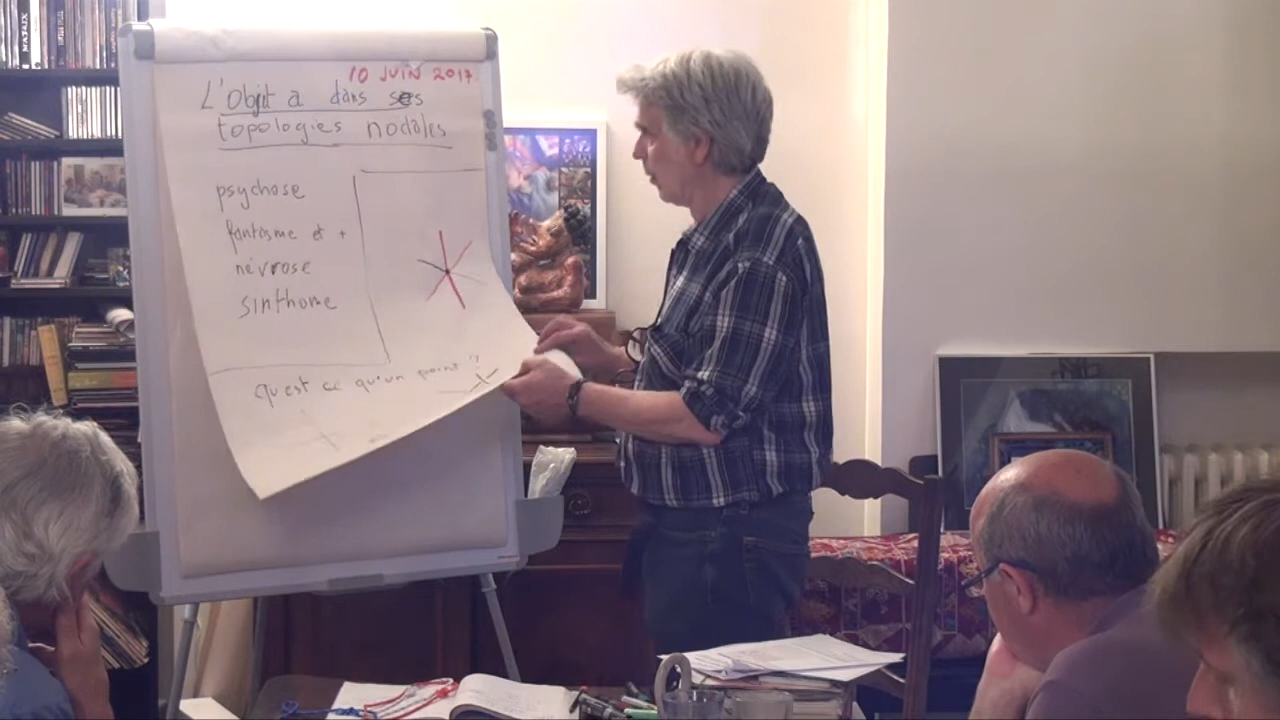 10 JUIN 2017
L'objet a dans ses
topologies nodales
psychose
fantasme et +
névrose
sinthome
qu'est ce qu'un point ?